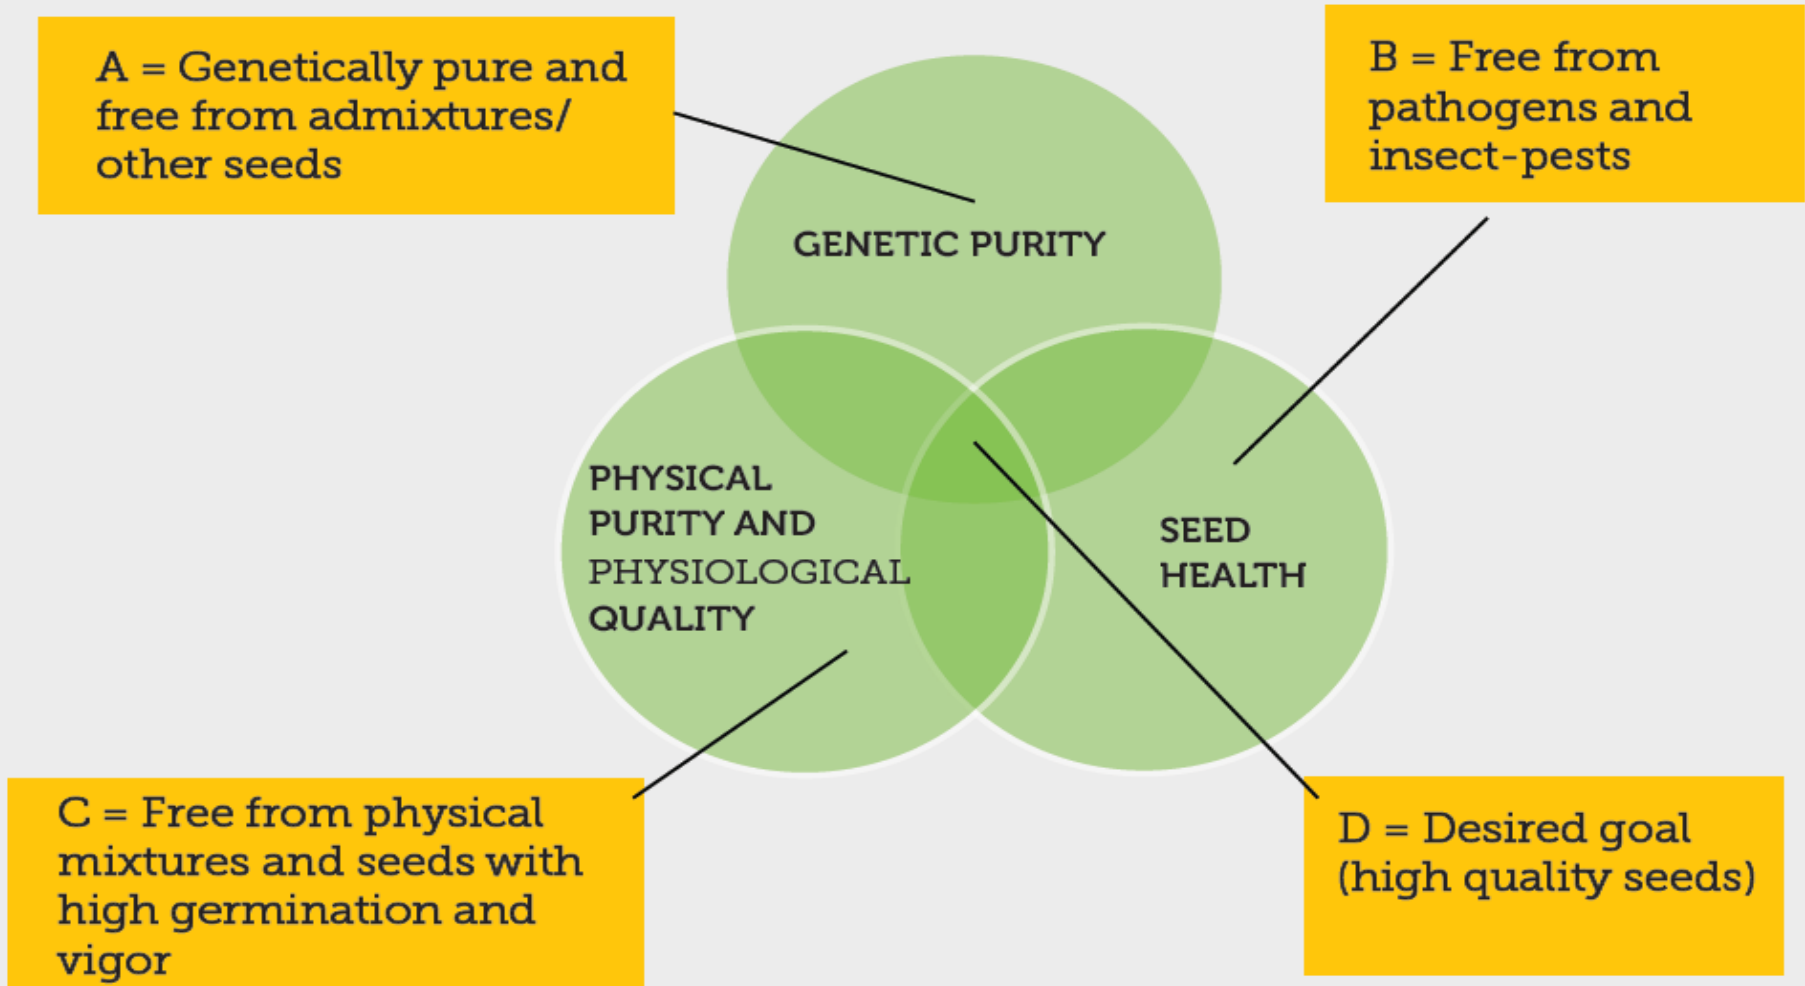 A = Genetically pure and
free from admixtures/
other seeds
B = Free from
pathogens and
insect-pests
GENETIC PURITY
PHYSICAL
PURITY AND
PHYSIOLOGICAL
QUALITY
SEED
HEALTH
C = Free from physical
mixtures and seeds with
high germination and
vigor
D = Desired goal
(high quality seeds)